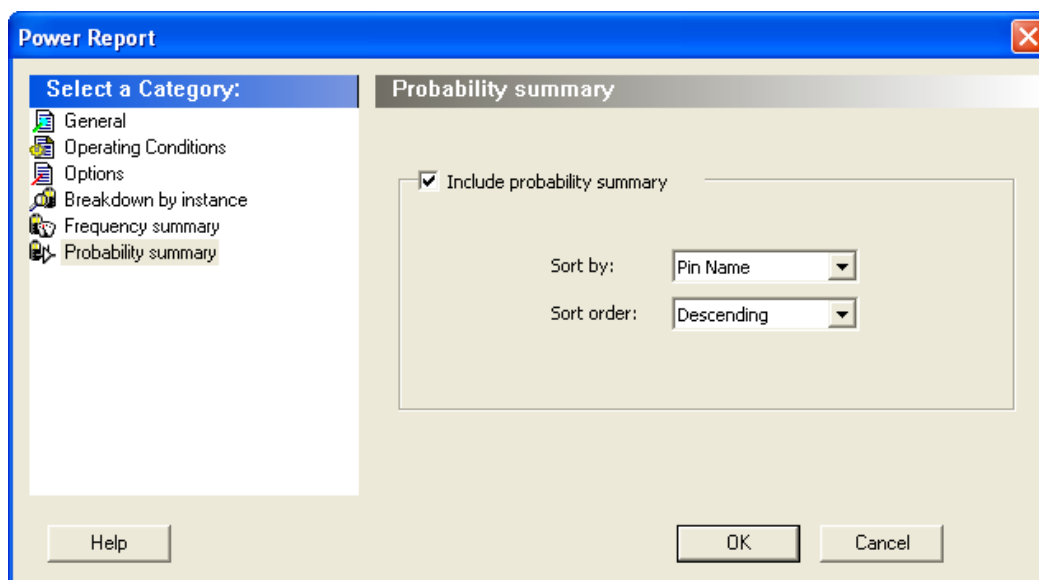 Power Report
Select a Category:
General
Operating Conditions
Options
Breakdown by instance
Frequency summary
Probability summary
Probability summary
Include probability summary
Sort by: Pin Name
Sort order: Descending
Help
OK
Cancel